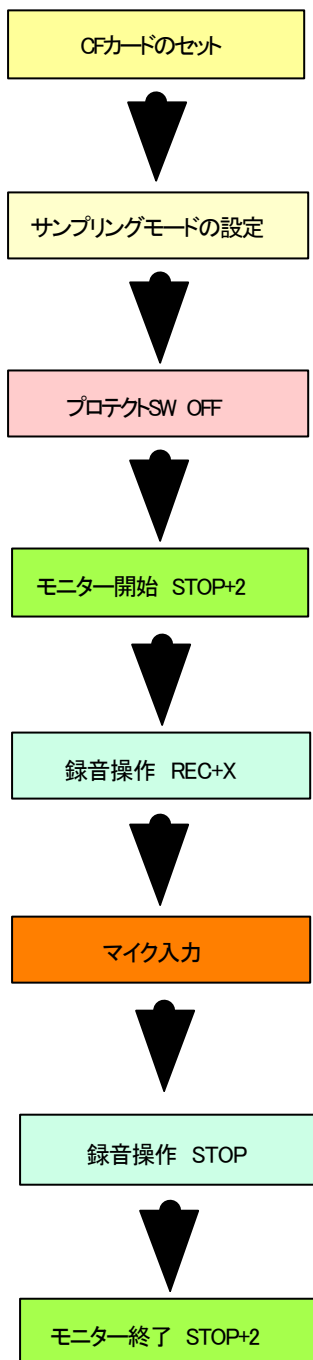 CFカードのセット
サンプリングモードの設定
プロテクトSW OFF
モニター開始 STOP+2
録音操作 REC+X
マイク入力
録音操作 STOP
モニター終了 STOP+2